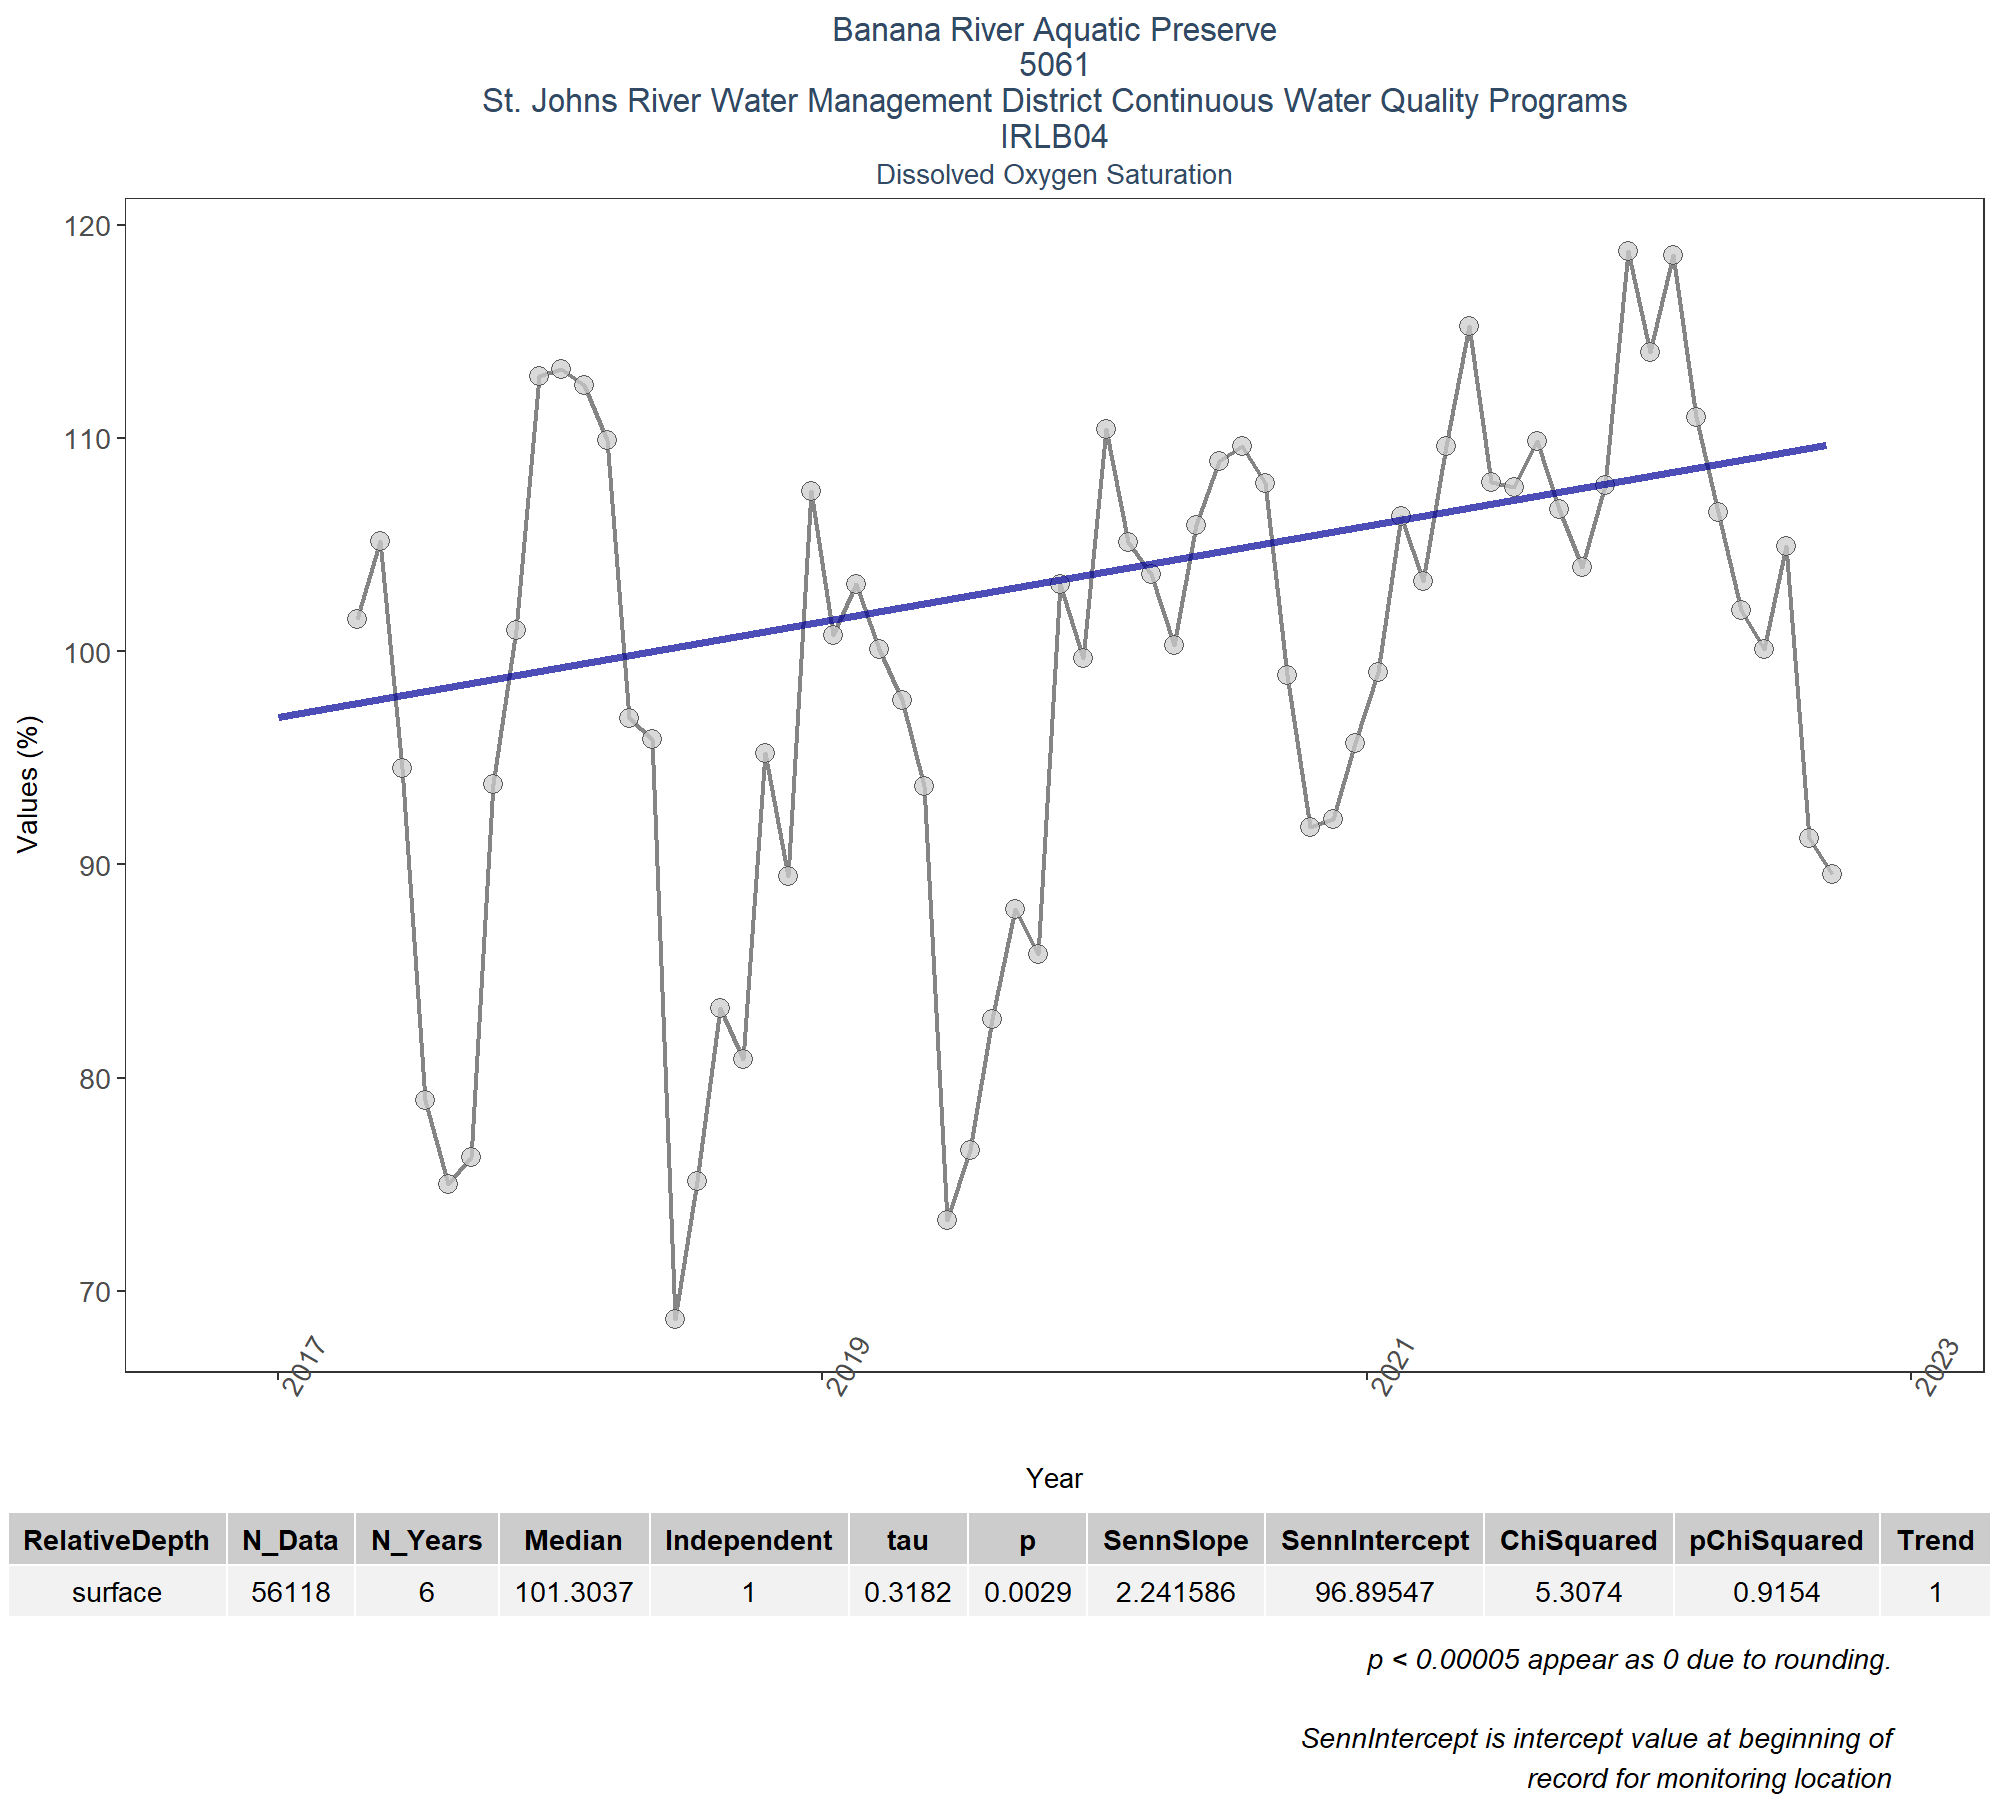 Banana River Aquatic Preserve
5061
St. Johns River Water Management District Continuous Water Quality Programs
IRLB04
Dissolved Oxygen Saturation
120
110
100
90
80
70
Values (%)
2017 2019 2021 2023
Year
RelativeDepth N_Data N_Years Median Independent tau p SennSlope SennIntercept ChiSquared pChiSquared Trend
surface 56118 6 101.3037 1 0.3182 0.0029 2.241586 96.89547 5.3074 0.9154 1
p < 0.00005 appear as 0 due to rounding.
SennIntercept is intercept value at beginning of
record for monitoring location